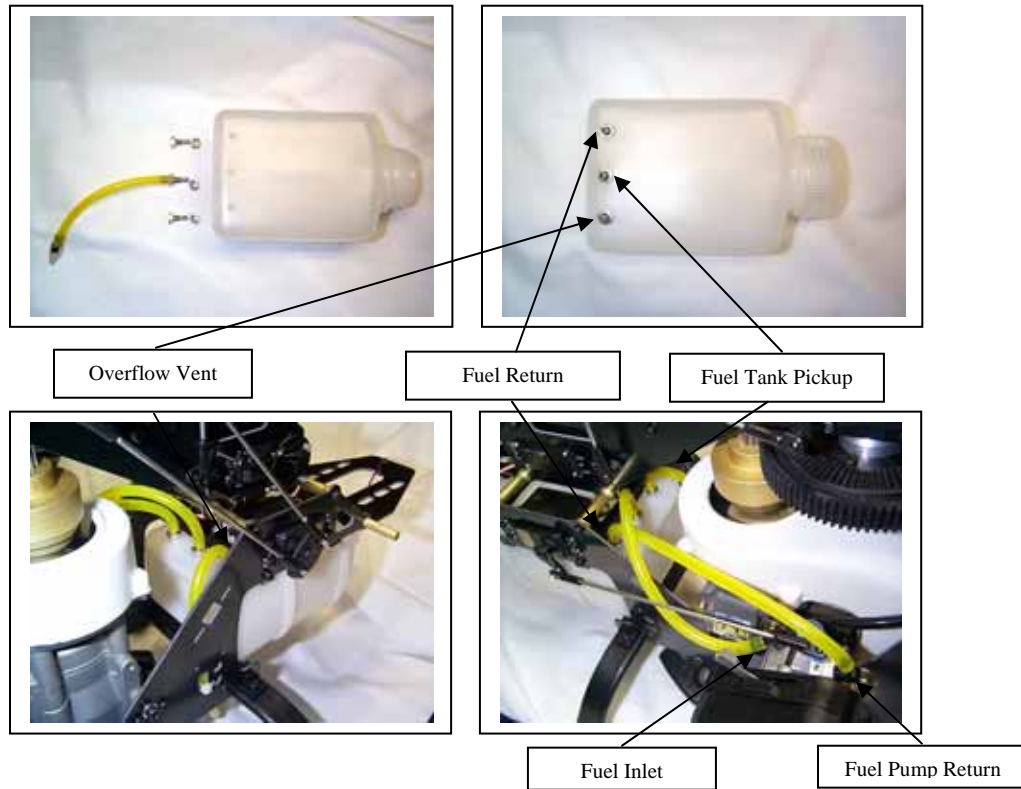 Overflow Vent
Fuel Return
Fuel Tank Pickup
Fuel Inlet
Fuel Pump Return